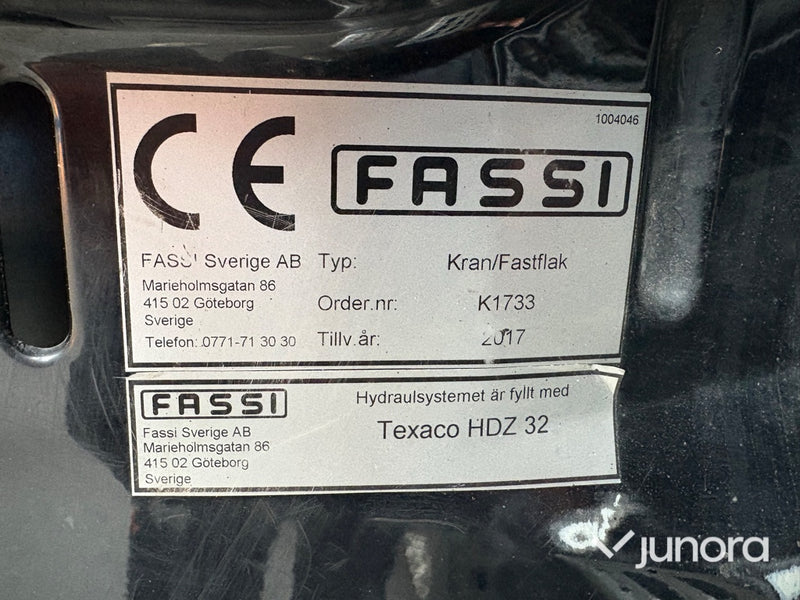 1004046
CE
FASSI
FASSI Sverige AB
Marieholmsgatan 86
415 02 Göteborg
Sverige
Telefon: 0771-71 30 30
Typ: Kran/Fastflak
Order.nr: K1733
Tillv.år: 2017
FASSI
Fassi Sverige AB
Marieholmsgatan 86
415 02 Göteborg
Sverige
Hydraulsystemet är fyllt med
Texaco HDZ 32
junora